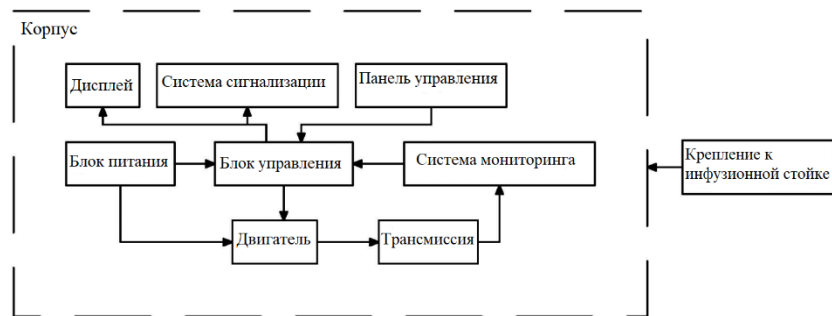 Корпус
Дисплей
Система сигнализации
Панель управления
Блок питания
Блок управления
Система мониторинга
Крепление к
инфузионной стойке
Двигатель
Трансмиссия